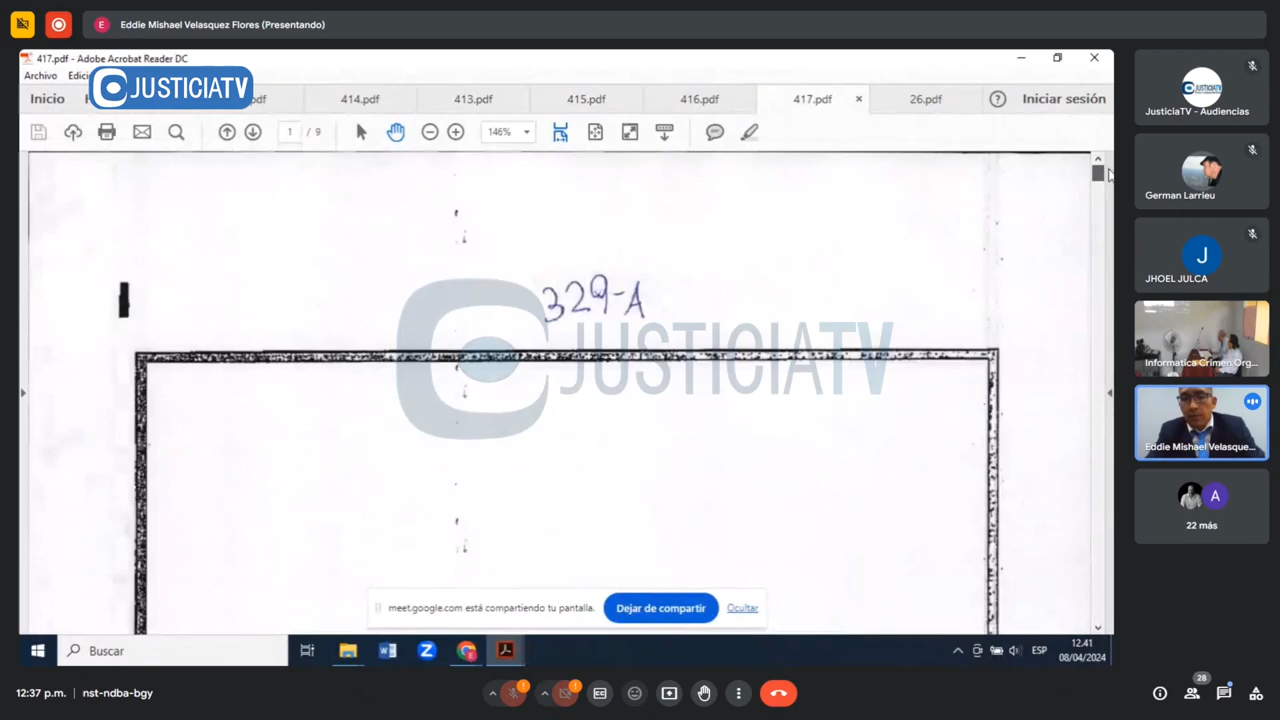 E Eddie Mishael Velasquez Flores (Presentando)
417.pdf - Adobe Acrobat Reader DC
Archivo
JUSTICIATV
Inicio
414.pdf
413.pdf
415.pdf
416.pdf
417.pdf
26.pdf
Iniciar sesión
1 / 9
146%
329-A
JUSTICIATV
meet.google.com está compartiendo tu pantalla.
Dejar de compartir
Ocultar
Buscar
ESP
12.41
08/04/2024
12:37 p.m.
nst-ndba-bgy
28
JusticiaTV - Audiencias
German Larrieu
J
JHOEL JULCA
Informatica Crimen Org...
Eddie Mishael Velasque...
A
22 más